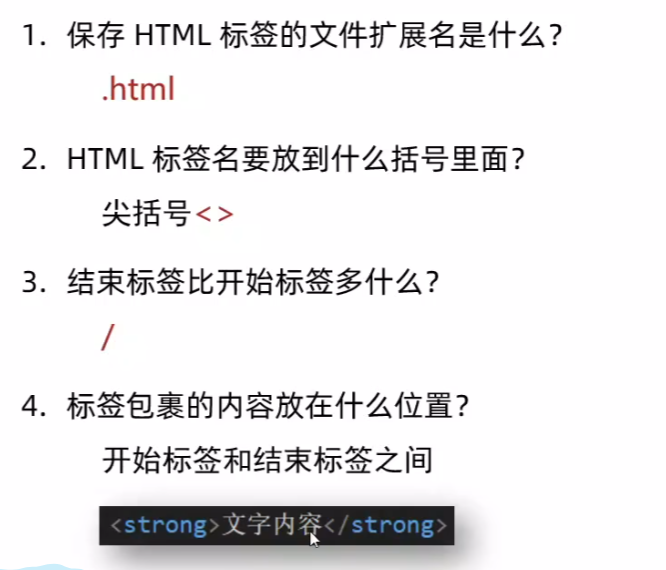 1. 保存 HTML 标签的文件扩展名是什么？
.html
2. HTML 标签名要放到什么括号里面？
尖括号<>
3. 结束标签比开始标签多什么？
/
4. 标签包裹的内容放在什么位置？
开始标签和结束标签之间
<strong>文字内容</strong>